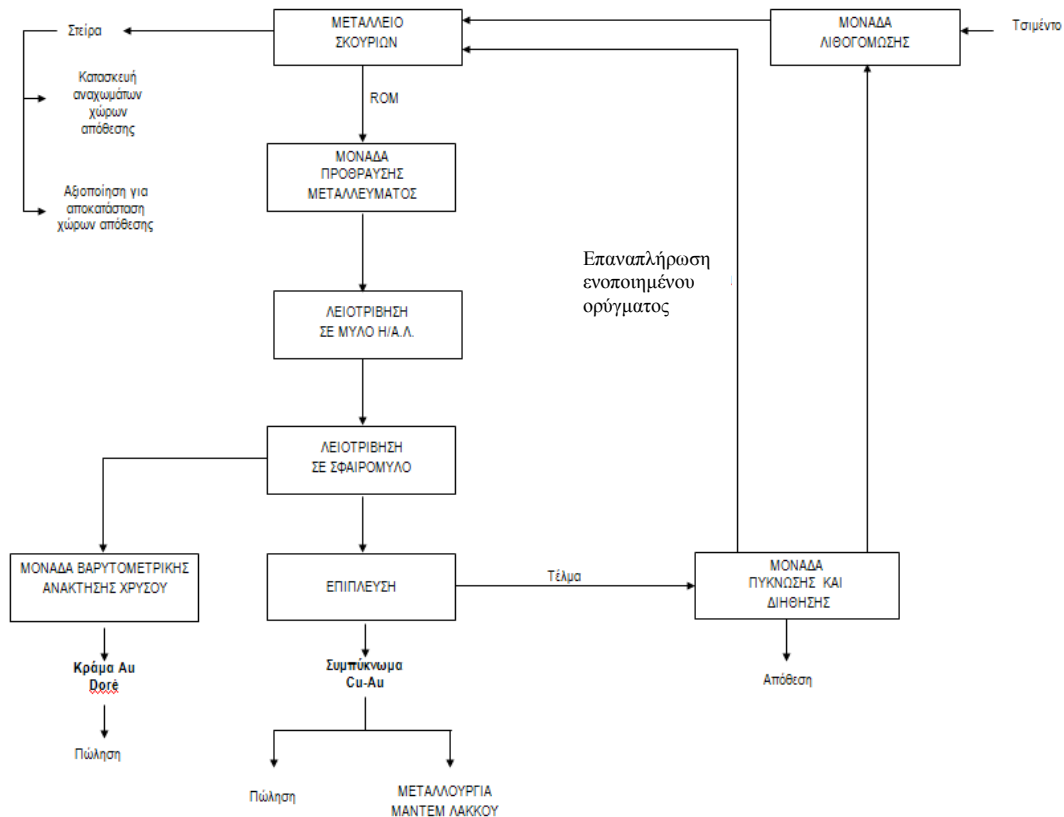 ΜΕΤΑΛΛΕΙΟ
ΣΚΟΥΡΙΩΝ
ΜΟΝΑΔΑ
ΛΙΘΟΓΟΜΩΣΗΣ
Τσιμέντο
Στείρα
Κατασκευή
αναχωμάτων
χώρων
απόθεσης
ROM
ΜΟΝΑΔΑ
ΠΡΟΘΡΑΥΣΗΣ
ΜΕΤΑΛΛΕΥΜΑΤΟΣ
Αξιοποίηση για
αποκατάσταση
χώρων απόθεσης
Επαναπλήρωση
ενοποιημένου
ορύγματος
ΛΕΙΟΤΡΙΒΗΣΗ
ΣΕ ΜΥΛΟ Η/Α.Λ.
ΛΕΙΟΤΡΙΒΗΣΗ
ΣΕ ΣΦΑΙΡΟΜΥΛΟ
ΜΟΝΑΔΑ ΒΑΡΥΤΟΜΕΤΡΙΚΗΣ
ΑΝΑΚΤΗΣΗΣ ΧΡΥΣΟΥ
ΕΠΙΠΛΕΥΣΗ
Τέλμα
ΜΟΝΑΔΑ
ΠΥΚΝΩΣΗΣ ΚΑΙ
ΔΙΗΘΗΣΗΣ
Κράμα Au
Dorė
Συμπύκνωμα
Cu-Au
Απόθεση
Πώληση
Πώληση
ΜΕΤΑΛΛΟΥΡΓΙΑ
ΜΑΝΤΕΜ ΛΑΚΚΟΥ